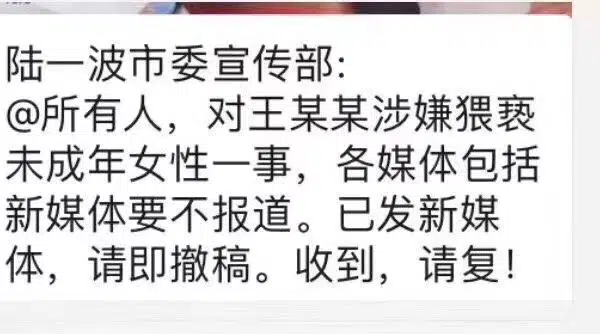 陆一波市委宣传部:
@所有人，对王某某涉嫌猥亵
未成年女性一事，各媒体包括
新媒体要不报道。已发新媒
体，请即撤稿。收到，请复！